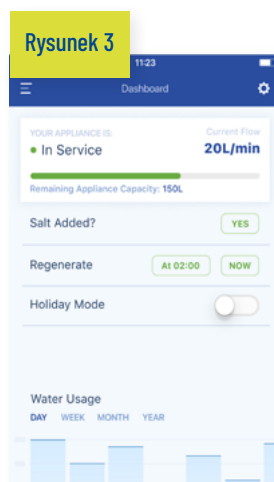 Rysunek 3
11:23
Dashboard
YOUR APPLIANCE IS:
Current Flow
In Service
20L/min
Remaining Appliance Capacity: 150L
Salt Added?
YES
Regenerate
At 02:00
NOW
Holiday Mode
Water Usage
DAY WEEK MONTH YEAR